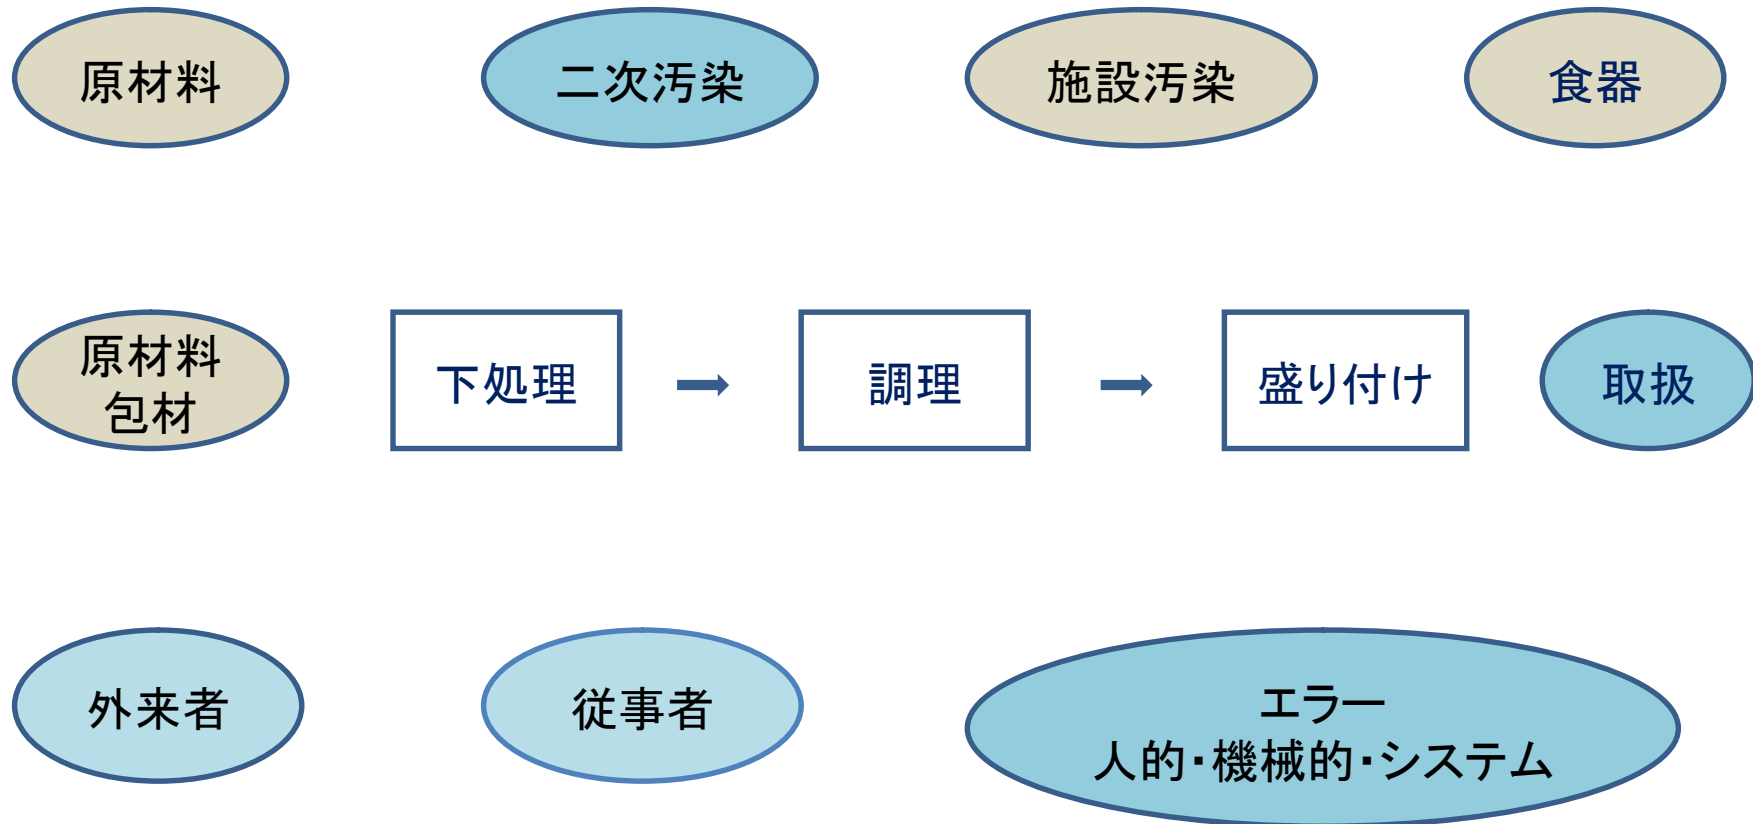 原材料
二次汚染
施設汚染
食器
原材料
包材
下処理
調理
盛り付け
取扱
外来者
従事者
エラー
人的・機械的・システム